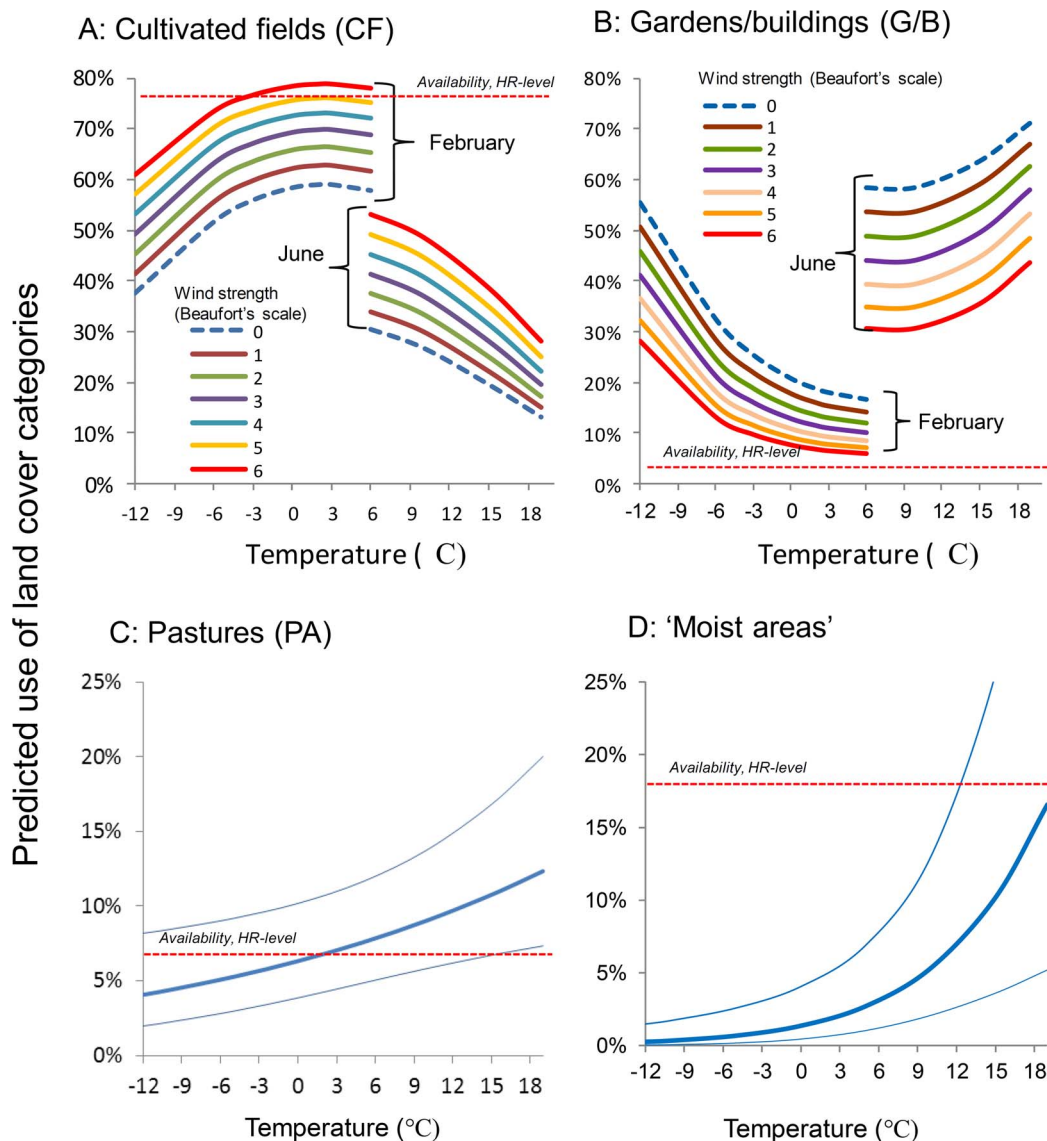 Predicted use of land cover categories
A: Cultivated fields (CF)
80%
70%
60%
50%
40%
30%
20%
10%
0%
Availability, HR-level
February
June
Wind strength
(Beaufort's scale)
0
1
2
3
4
5
6
-12 -9 -6 -3 0 3 6 9 12 15 18
Temperature ( C)
B: Gardens/buildings (G/B)
80%
70%
60%
50%
40%
30%
20%
10%
0%
Wind strength (Beaufort's scale)
0
1
2
3
4
5
6
June
February
Availability, HR-level
-12 -9 -6 -3 0 3 6 9 12 15 18
Temperature ( C)
C: Pastures (PA)
25%
20%
15%
10%
5%
0%
Availability, HR-level
-12 -9 -6 -3 0 3 6 9 12 15 18
Temperature (°C)
D: 'Moist areas'
25%
20%
15%
10%
5%
0%
Availability, HR-level
-12 -9 -6 -3 0 3 6 9 12 15 18
Temperature (°C)